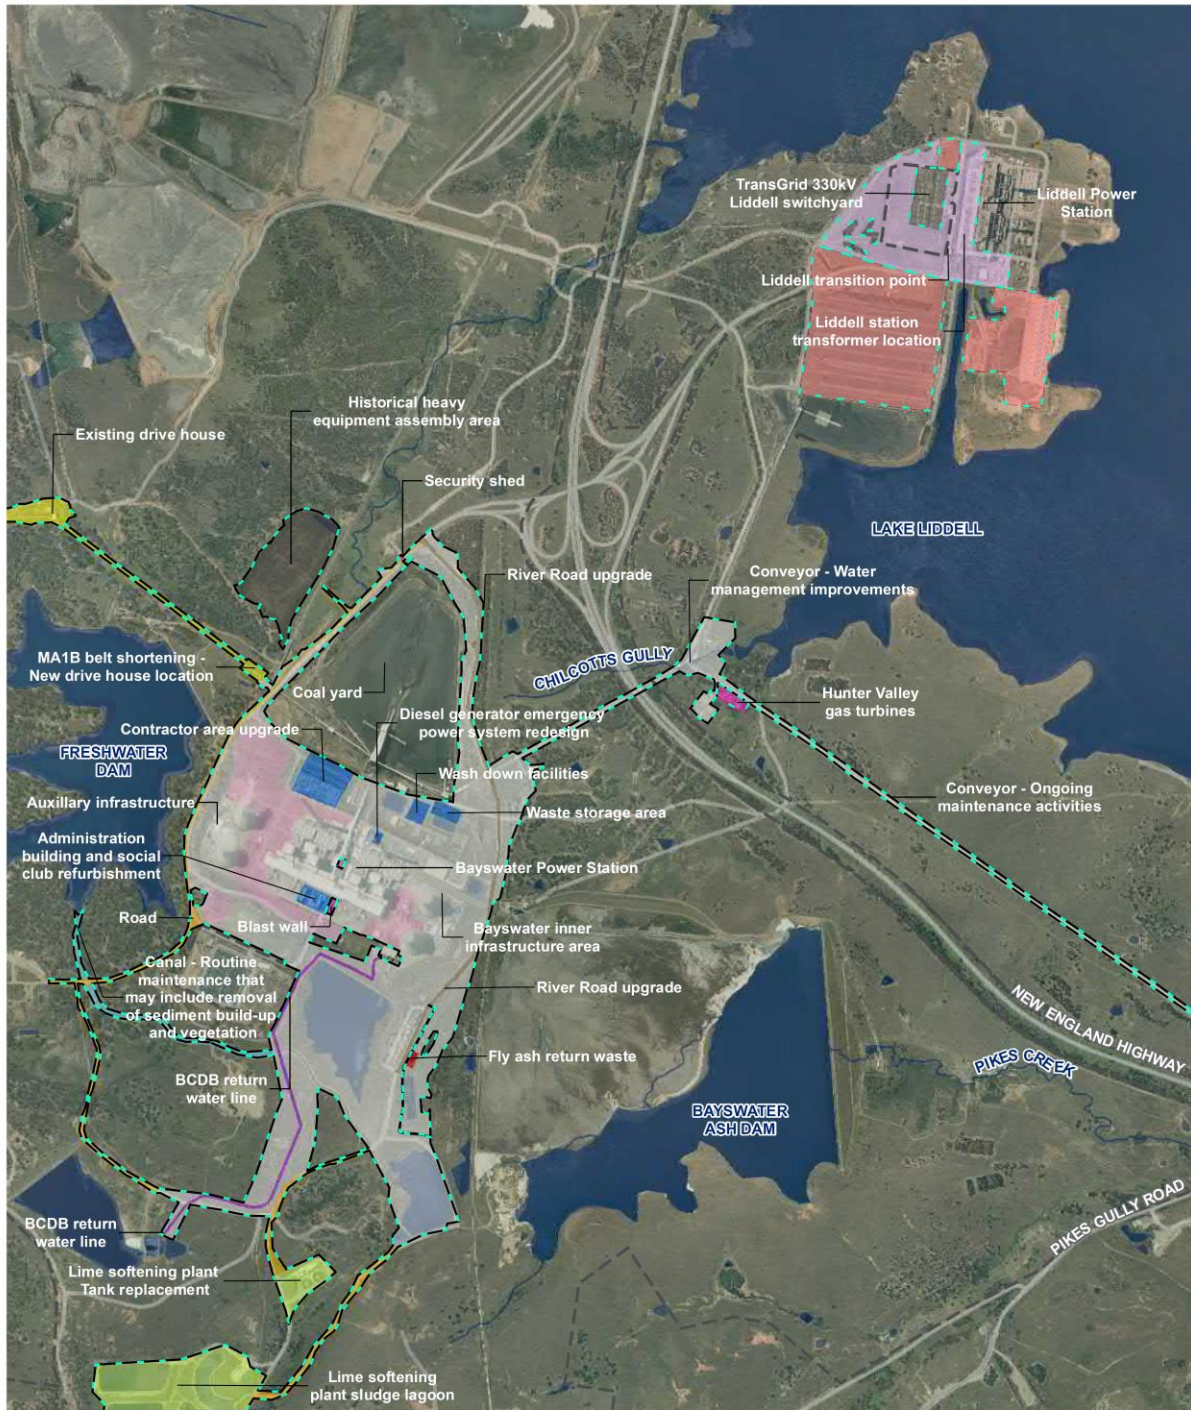 TransGrid 330kV
Liddell switchyard
Liddell Power
Station
Liddell transition point
Liddell station
transformer location
Historical heavy
equipment assembly area
Existing drive house
Security shed
LAKE LIDDELL
River Road upgrade
Conveyor - Water
management improvements
MA1B belt shortening -
New drive house location
CHILCOTTS GULLY
Coal yard
Hunter Valley
gas turbines
Diesel generator emergency
power system redesign
Contractor area upgrade
FRESHWATER
DAM
Wash down facilities
Conveyor - Ongoing
maintenance activities
Auxillary infrastructure
Waste storage area
Administration
building and social
club refurbishment
Bayswater Power Station
Road
Blast wall
Bayswater inner
infrastructure area
Canal - Routine
maintenance that
may include removal
of sediment build-up
and vegetation
River Road upgrade
NEW ENGLAND HIGHWAY
Fly ash return waste
PIKES CREEK
BCDB return
water line
BAYSWATER
ASH DAM
BCDB return
water line
PIKES GULLY ROAD
Lime softening plant
Tank replacement
Lime softening
plant sludge lagoon